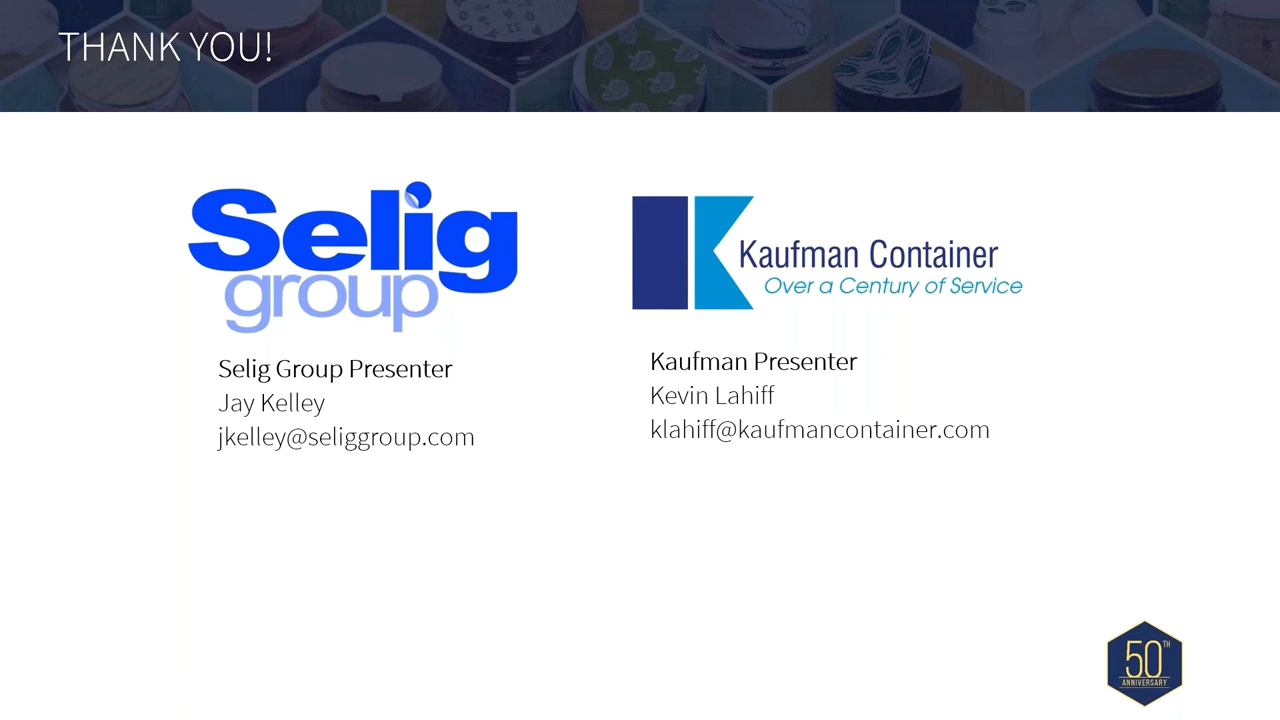 THANK YOU!
Selig
group
Selig Group Presenter
Jay Kelley
jkelley@seliggroup.com
Kaufman Container
Over a Century of Service
Kaufman Presenter
Kevin Lahiff
klahiff@kaufmancontainer.com
50TH
ANNIVERSARY